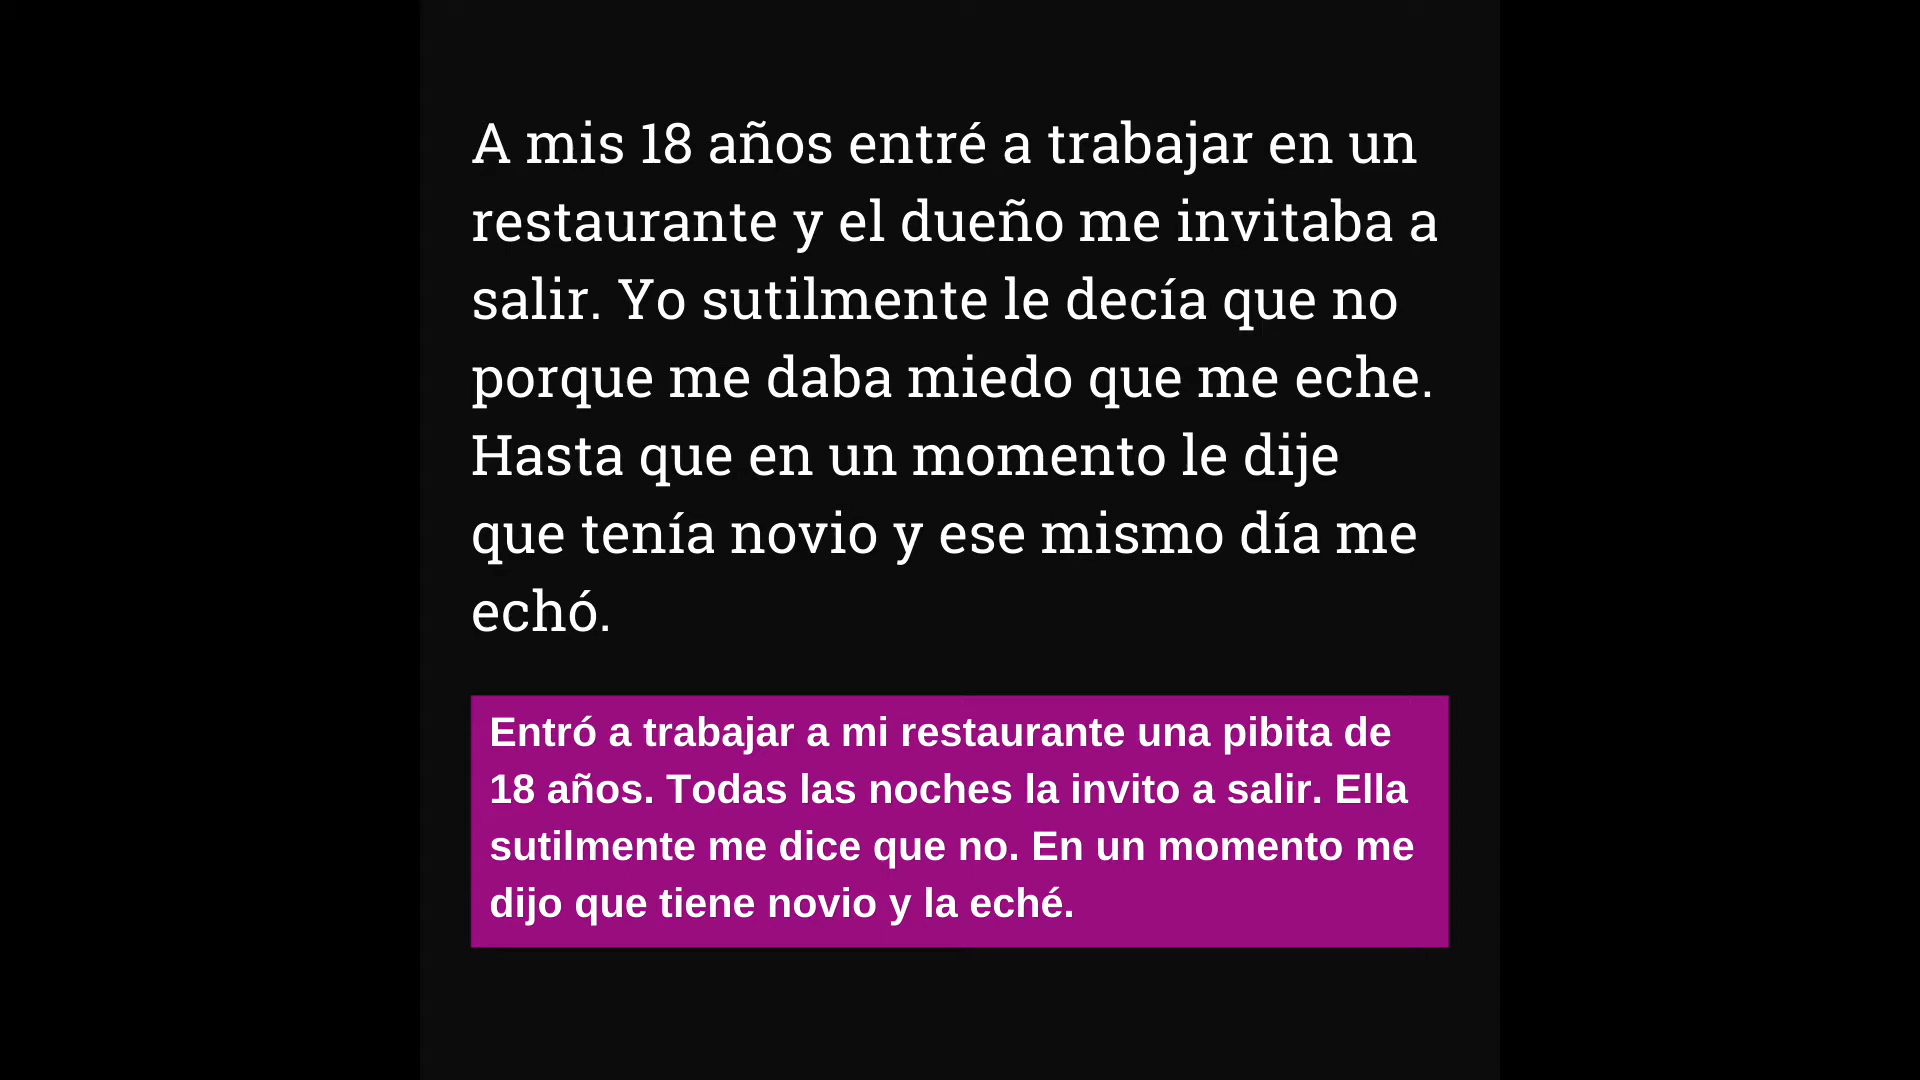 A mis 18 años entré a trabajar en un
restaurante y el dueño me invitaba a
salir. Yo sutilmente le decía que no
porque me daba miedo que me eche.
Hasta que en un momento le dije
que tenía novio y ese mismo día me
echó.
Entró a trabajar a mi restaurante una pibita de
18 años. Todas las noches la invito a salir. Ella
sutilmente me dice que no. En un momento me
dijo que tiene novio y la eché.